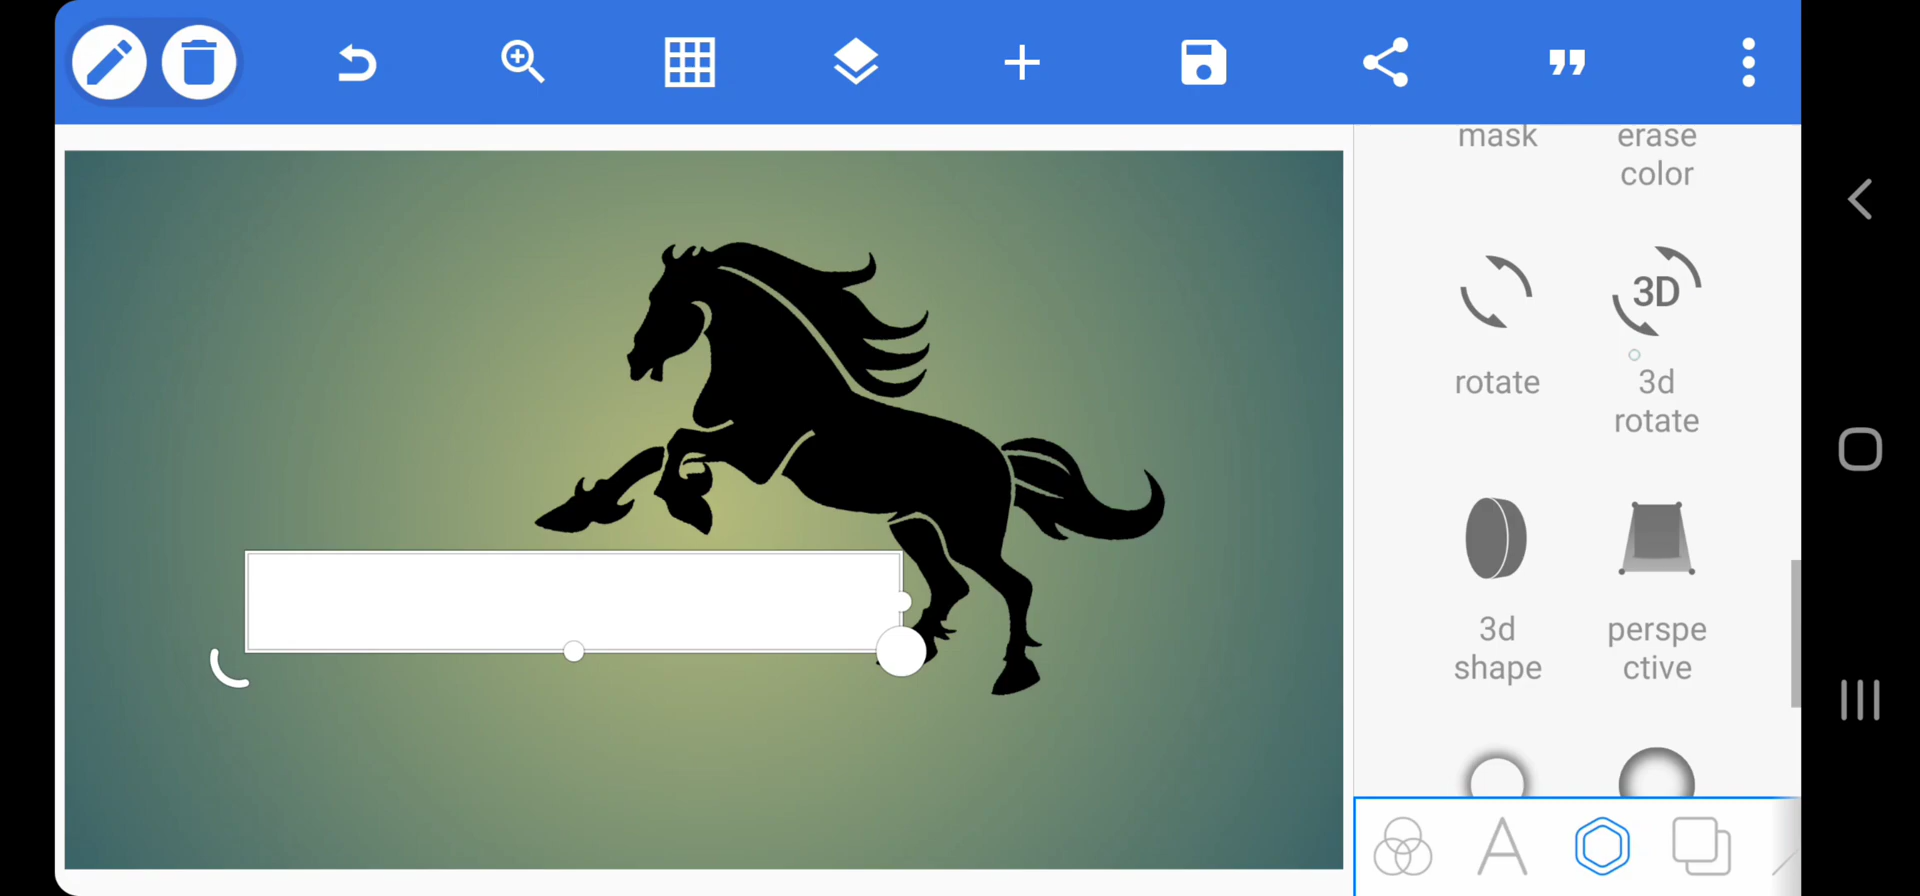 mask
erase
color
3D
rotate
3d
rotate
3d
shape
perspe
ctive